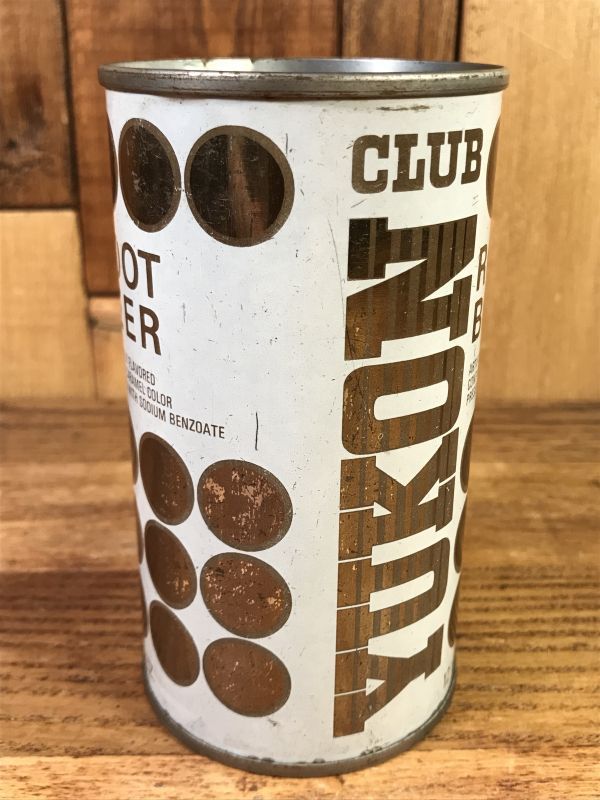 CLUB
YUKON
OT
ER
FLAVORED
CARAMEL COLOR
WITH SODIUM BENZOATE
R
B